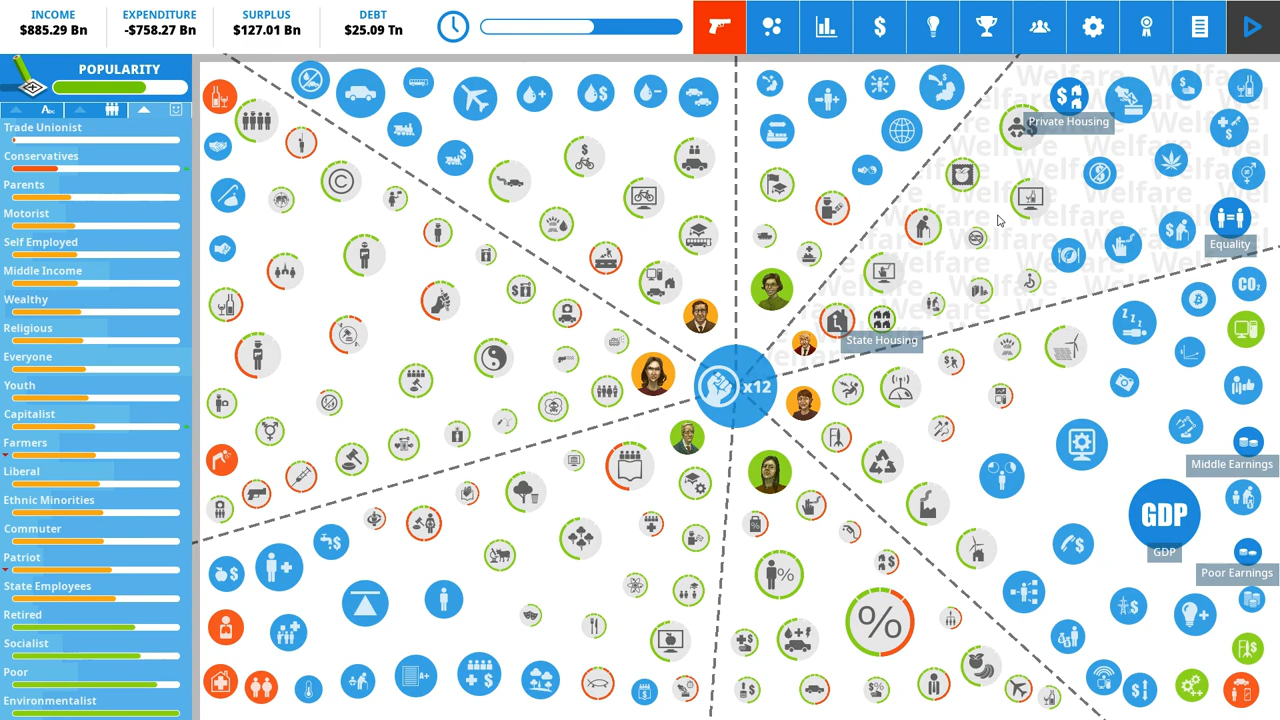 INCOME
$885.29 Bn
EXPENDITURE
-$758.27 Bn
SURPLUS
$127.01 Bn
DEBT
$25.09 Tn
POPULARITY
Trade Unionist
Conservatives
Parents
Motorist
Self Employed
Middle Income
Wealthy
Religious
Everyone
Youth
Capitalist
Farmers
Liberal
Ethnic Minorities
Commuter
Patriot
State Employees
Retired
Socialist
Poor
Environmentalist
Welfare Welfare
Private Housing
Equality
State Housing
x12
CO2
Middle Earnings
GDP
GDP
Poor Earnings
%